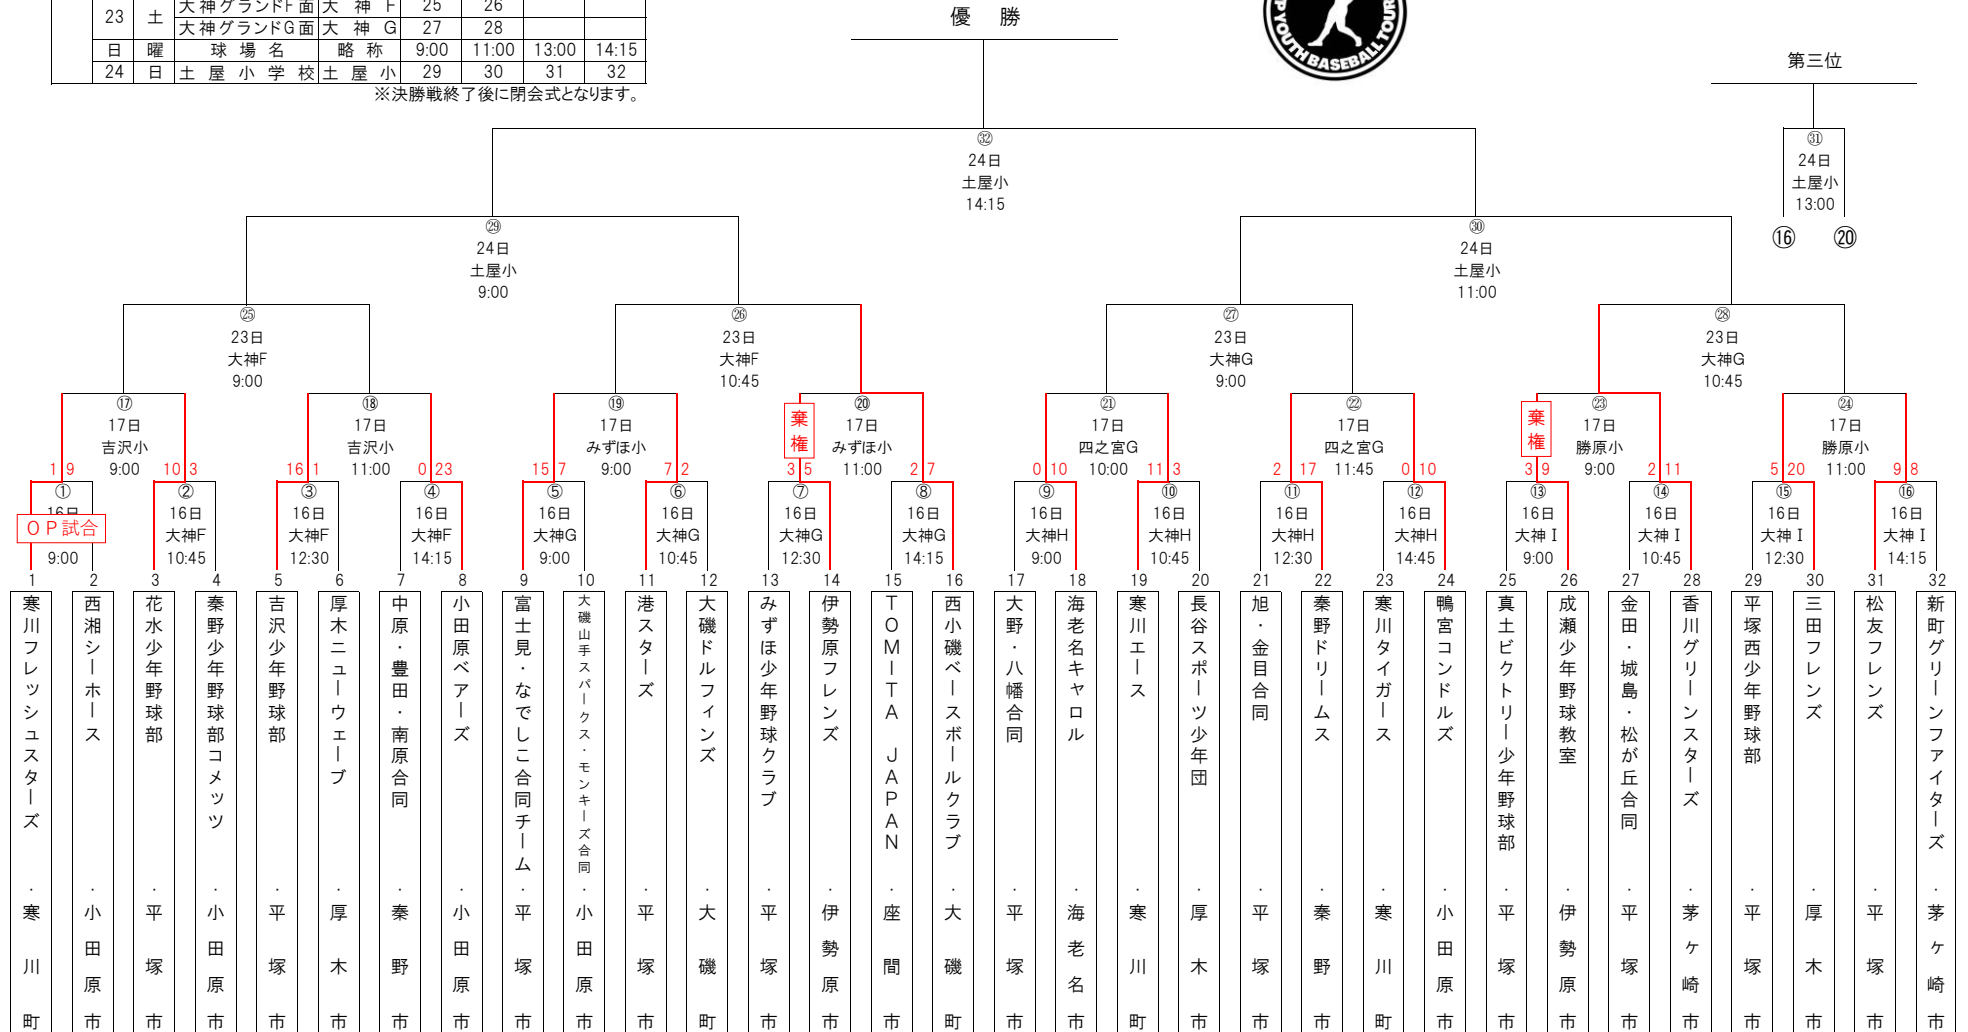 23 土 大神グランドF面 大神F 25 26
大神グランドG面 大神G 27 28
日 曜 球場名 略称 9:00 11:00 13:00 14:15
24 日 土屋小学校 土屋小 29 30 31 32
※決勝戦終了後に閉会式となります。
優 勝
P YOUTH BASEBALL TOUR
第三位
㉜
24日
土屋小
14:15
㉛
24日
土屋小
13:00
⑯ ⑳
㉙
24日
土屋小
9:00
㉚
24日
土屋小
11:00
㉕
23日
大神F
9:00
㉖
23日
大神F
10:45
㉗
23日
大神G
9:00
㉘
23日
大神G
10:45
⑰
17日
吉沢小
9:00
⑱
17日
吉沢小
11:00
⑲
17日
みずほ小
9:00
棄権
⑳
17日
みずほ小
11:00
㉑
17日
四之宮G
10:00
㉒
17日
四之宮G
11:45
棄権
㉓
17日
勝原小
9:00
㉔
17日
勝原小
11:00
1 9 10 3 16 1 0 23 15 7 7 2 3 5 2 7 0 10 11 3 2 17 0 10 3 9 2 11 5 20 9 8
①
16日
OP試合
9:00
②
16日
大神F
10:45
③
16日
大神F
12:30
④
16日
大神F
14:15
⑤
16日
大神G
9:00
⑥
16日
大神G
10:45
⑦
16日
大神G
12:30
⑧
16日
大神G
14:15
⑨
16日
大神H
9:00
⑩
16日
大神H
10:45
⑪
16日
大神H
12:30
⑫
16日
大神H
14:45
⑬
16日
大神Ⅰ
9:00
⑭
16日
大神Ⅰ
10:45
⑮
16日
大神Ⅰ
12:30
⑯
16日
大神Ⅰ
14:15
1 寒川フレッシュスターズ ・寒川町
2 西湘シーホース ・小田原市
3 花水少年野球部 ・平塚市
4 秦野少年野球部コメッツ ・小田原市
5 吉沢少年野球部 ・平塚市
6 厚木ニューウェーブ ・厚木市
7 中原・豊田・南原合同 ・秦野市
8 小田原ベアーズ ・小田原市
9 富士見・なでしこ合同チーム ・平塚市
10 大磯山手スパークス・モンキーズ合同 ・小田原市
11 港スターズ ・平塚市
12 大磯ドルフィンズ ・大磯町
13 みずほ少年野球クラブ ・平塚市
14 伊勢原フレンズ ・伊勢原市
15 TOMITA JAPAN ・座間市
16 西小磯ベースボールクラブ ・大磯町
17 大野・八幡合同 ・平塚市
18 海老名キャロル ・海老名市
19 寒川エース ・寒川町
20 長谷スポーツ少年団 ・厚木市
21 旭・金目合同 ・平塚市
22 秦野ドリームス ・秦野市
23 寒川タイガース ・寒川町
24 鴨宮コンドルズ ・小田原市
25 真土ビクトリー少年野球部 ・平塚市
26 成瀬少年野球教室 ・伊勢原市
27 金田・城島・松が丘合同 ・平塚市
28 香川グリーンスターズ ・茅ヶ崎市
29 平塚西少年野球部 ・平塚市
30 三田フレンズ ・厚木市
31 松友フレンズ ・平塚市
32 新町グリーンファイターズ ・茅ヶ崎市